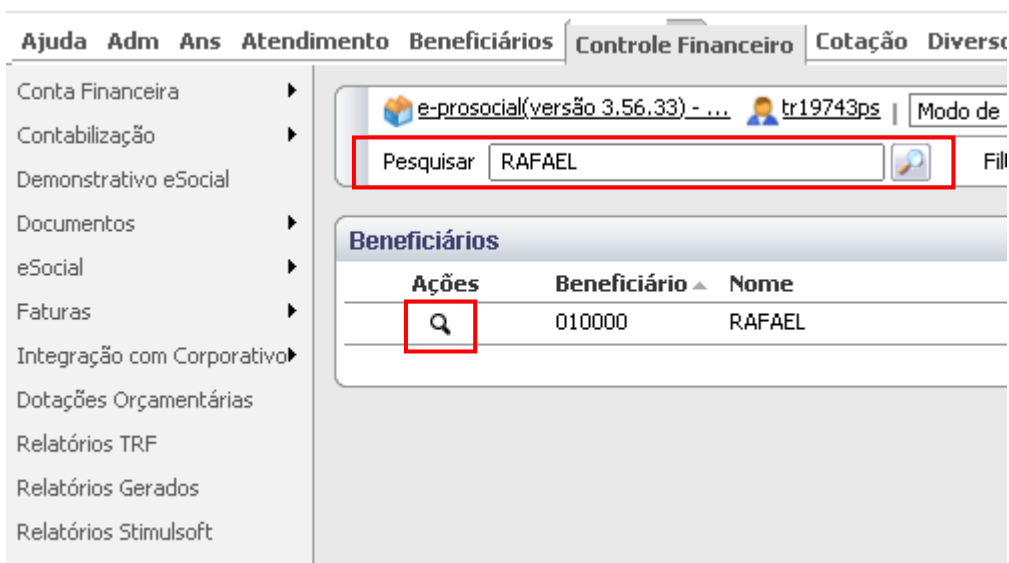 Ajuda Adm Ans Atendimento Beneficiários Controle Financeiro Cotação
Conta Financeira
Contabilização
Demonstrativo eSocial
Documentos
eSocial
Faturas
Integração com Corporativo
Dotações Orçamentárias
Relatórios TRF
Relatórios Gerados
Relatórios Stimulsoft
e-prosocial(versão 3.56.33) - ... tr19743ps | Modo de
Pesquisar RAFAEL
Beneficiários
Ações Beneficiário Nome
010000 RAFAEL